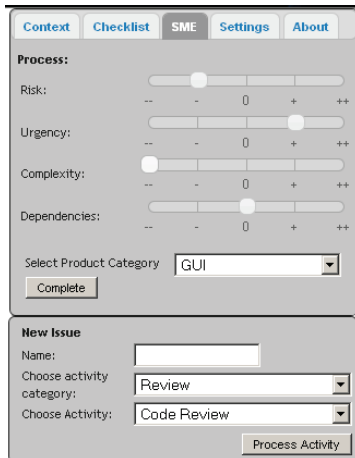 Context Checklist SME Settings About
Process:
Risk:
-- - 0 + ++
Urgency:
-- - 0 + ++
Complexity:
-- - 0 + ++
Dependencies:
-- - 0 + ++
Select Product Category GUI
Complete
New Issue
Name:
Choose activity
category: Review
Choose Activity: Code Review
Process Activity